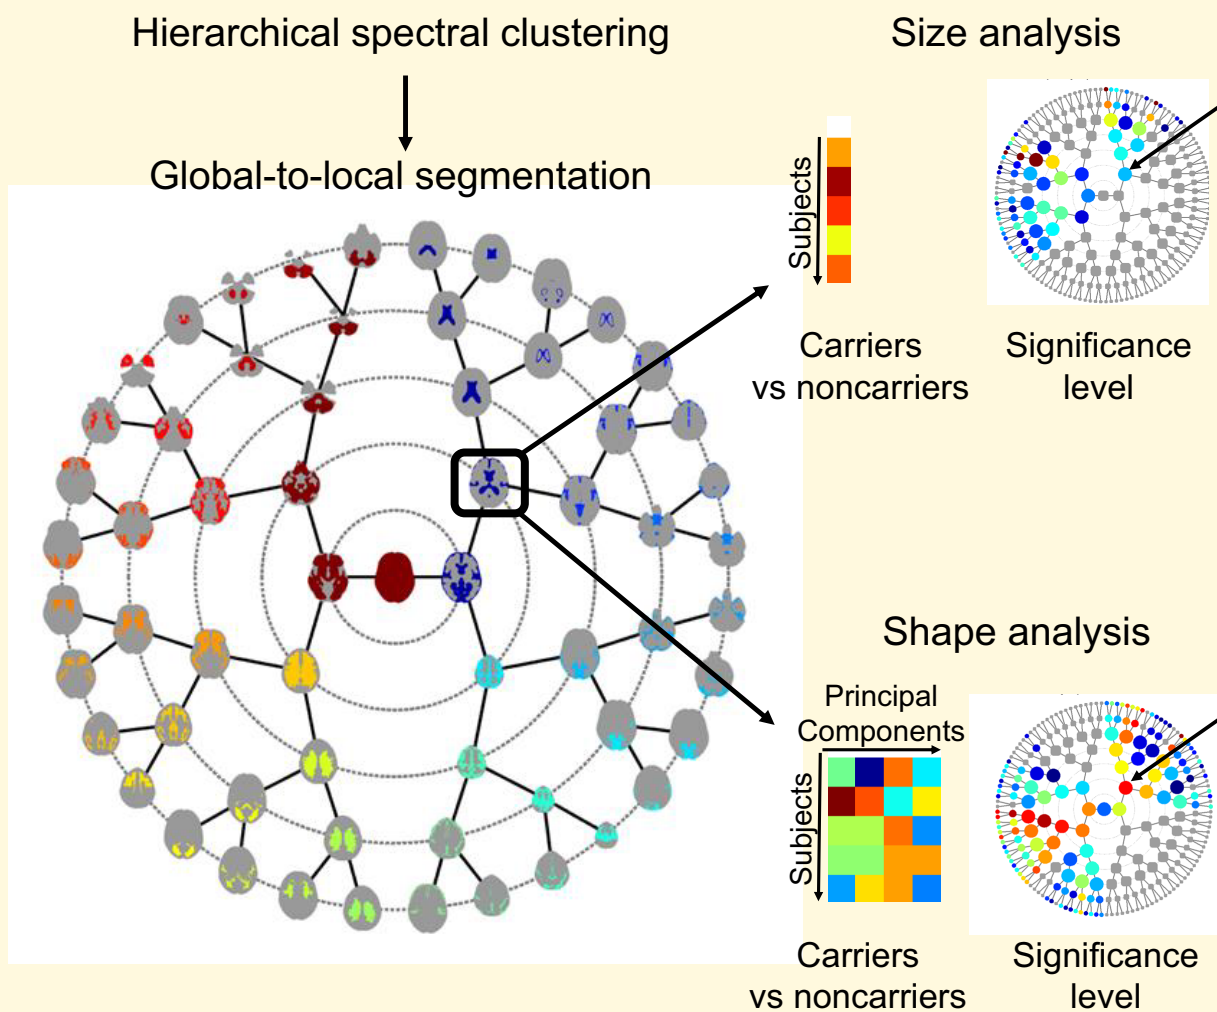 Hierarchical spectral clustering
Global-to-local segmentation
Size analysis
Subjects
Carriers
vs noncarriers
Significance
level
Shape analysis
Principal
Components
Subjects
Carriers
vs noncarriers
Significance
level